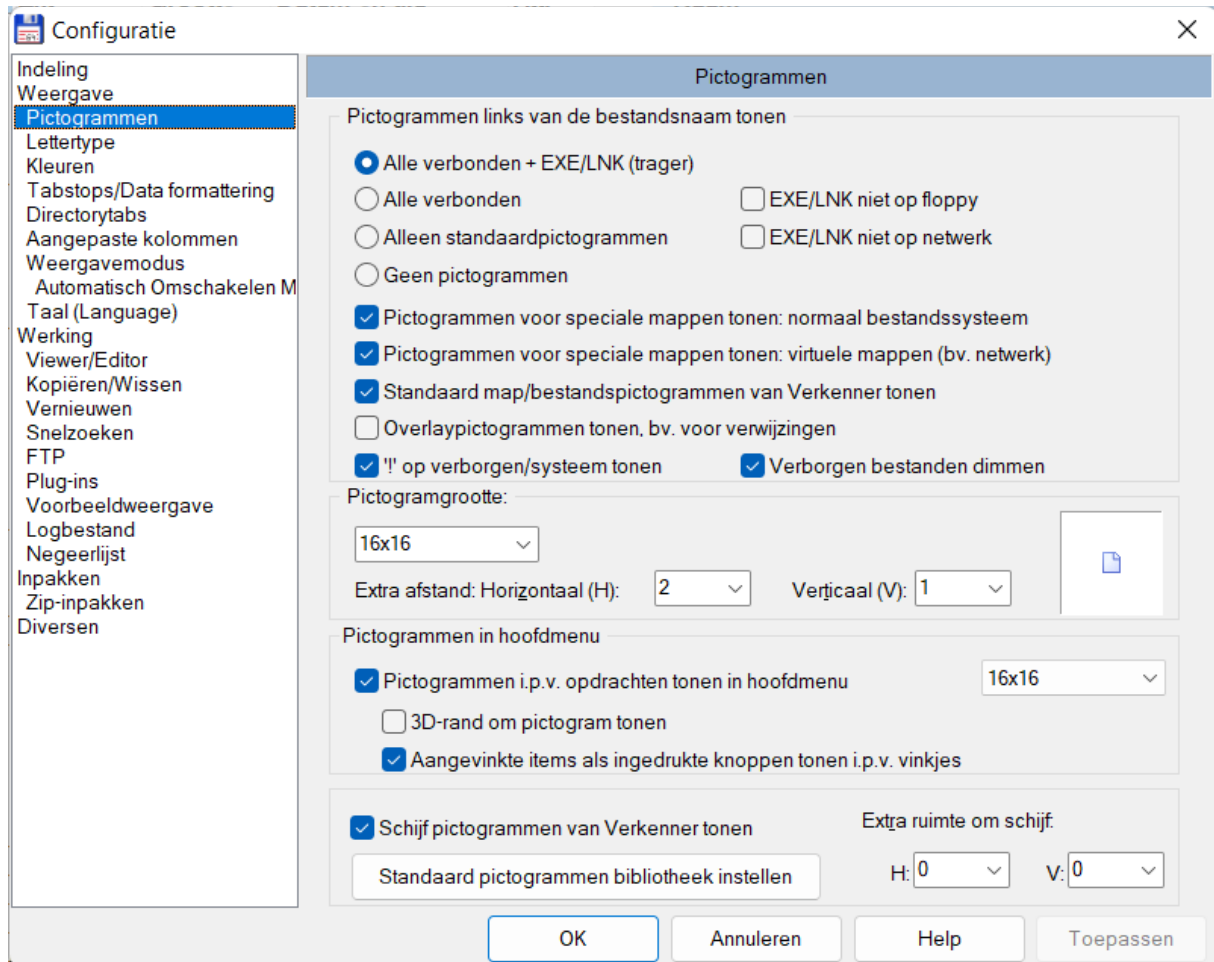 Configuratie
Indeling
Weergave
Pictogrammen
Lettertype
Kleuren
Tabstops/Data formattering
Directorytabs
Aangepaste kolommen
Weergavemodus
Automatisch Omschakelen M
Taal (Language)
Werking
Viewer/Editor
Kopiëren/Wissen
Vernieuwen
Snelzoeken
FTP
Plug-ins
Voorbeeldweergave
Logbestand
Negeerlijst
Inpakken
Zip-inpakken
Diversen
Pictogrammen
Pictogrammen links van de bestandsnaam tonen
Alle verbonden + EXE/LNK (trager)
Alle verbonden
EXE/LNK niet op floppy
Alleen standaardpictogrammen
EXE/LNK niet op netwerk
Geen pictogrammen
Pictogrammen voor speciale mappen tonen: normaal bestandssysteem
Pictogrammen voor speciale mappen tonen: virtuele mappen (bv. netwerk)
Standaard map/bestandspictogrammen van Verkenner tonen
Overlaypictogrammen tonen, bv. voor verwijzingen
'!' op verborgen/systeem tonen
Verborgen bestanden dimmen
Pictogramgrootte:
16x16
Extra afstand: Horizontaal (H): 2 Verticaal (V): 1
Pictogrammen in hoofdmenu
Pictogrammen i.p.v. opdrachten tonen in hoofdmenu 16x16
3D-rand om pictogram tonen
Aangevinkte items als ingedrukte knoppen tonen i.p.v. vinkjes
Schijf pictogrammen van Verkenner tonen
Extra ruimte om schijf:
Standaard pictogrammen bibliotheek instellen
H: 0 V: 0
OK Annuleren Help Toepassen